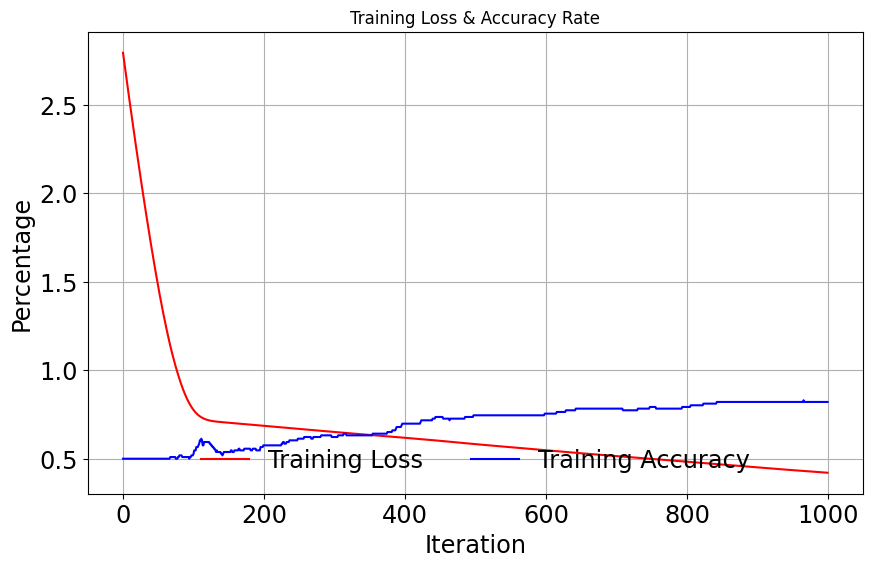 Training Loss & Accuracy Rate
Percentage
2.5
2.0
1.5
1.0
0.5
Training Loss Training Accuracy
0 200 400 600 800 1000
Iteration